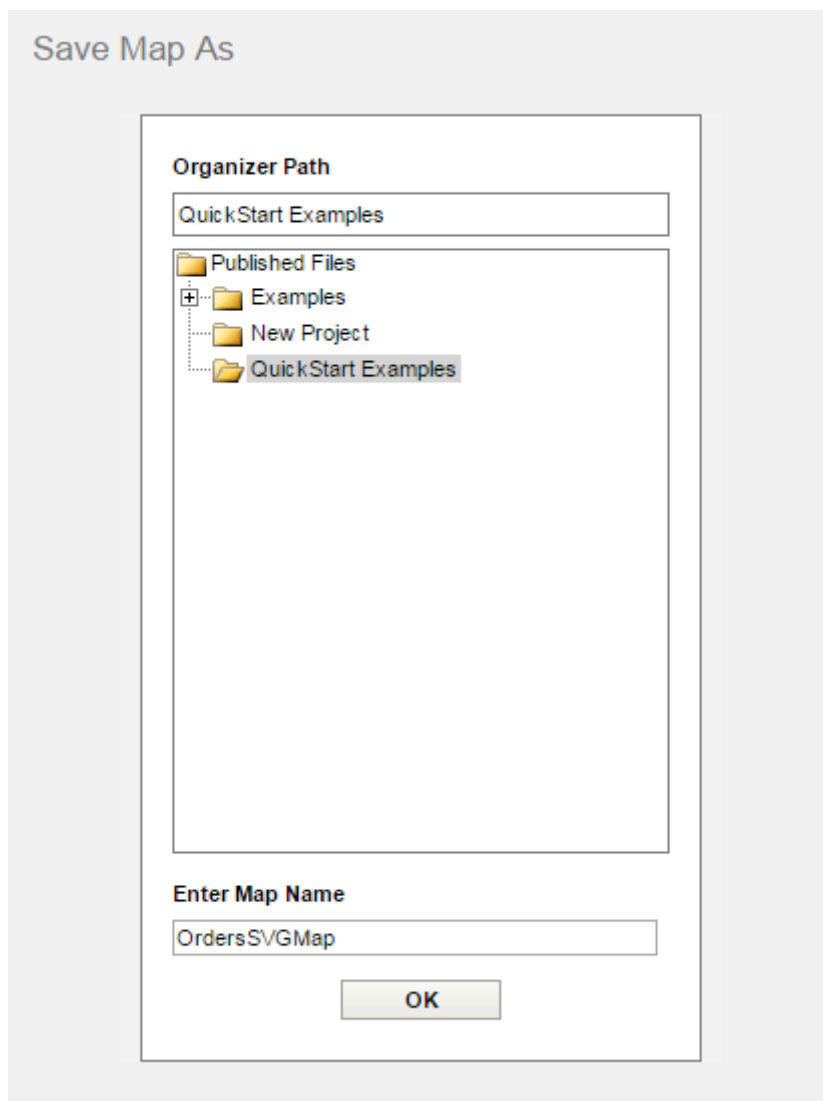 Save Map As
Organizer Path
QuickStart Examples
Published Files
Examples
New Project
QuickStart Examples
Enter Map Name
OrdersSVGMap
OK